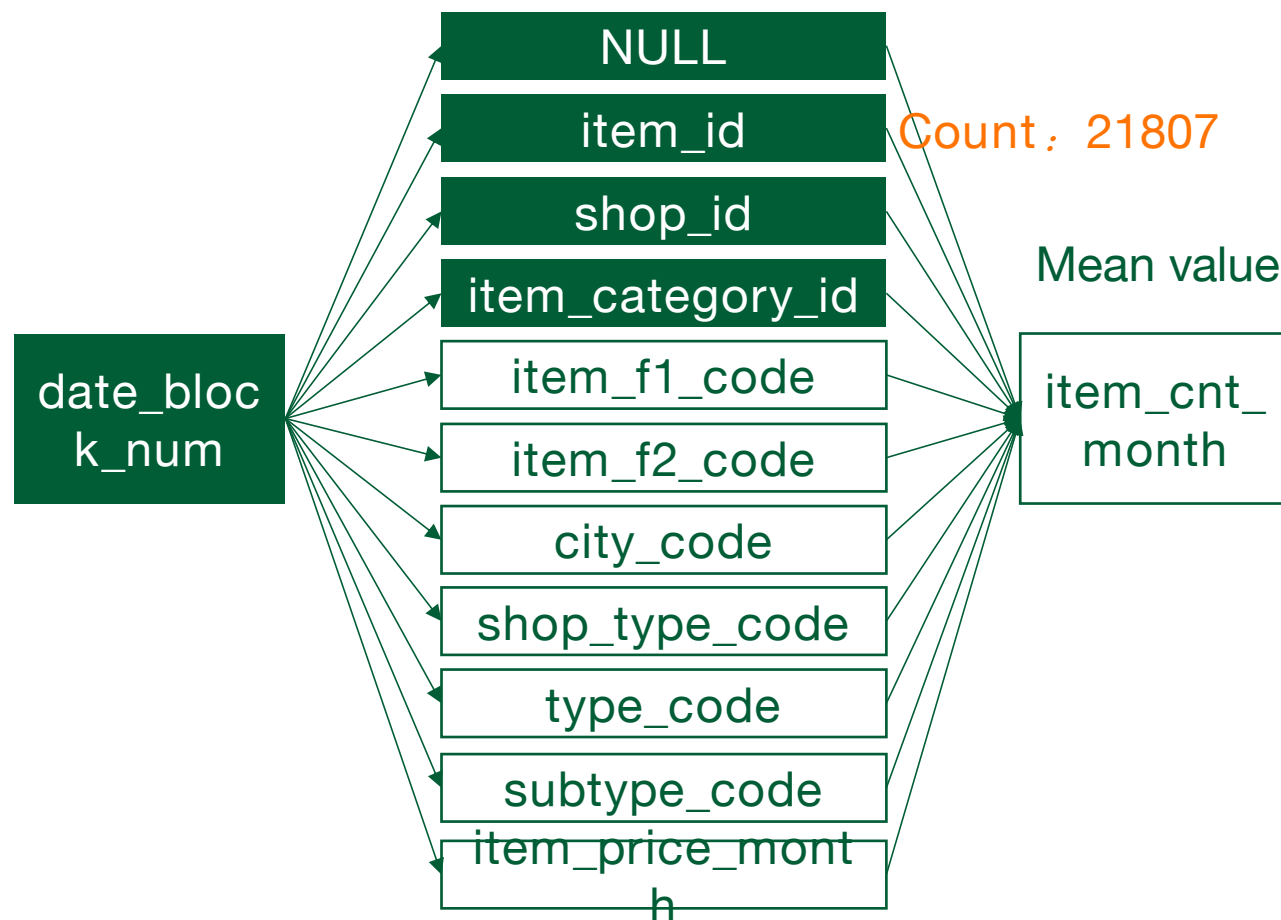 NULL
item_id
Count：21807
shop_id
Mean value
item_category_id
date_bloc
k_num
item_f1_code
item_cnt_
month
item_f2_code
city_code
shop_type_code
type_code
subtype_code
item_price_mont
h